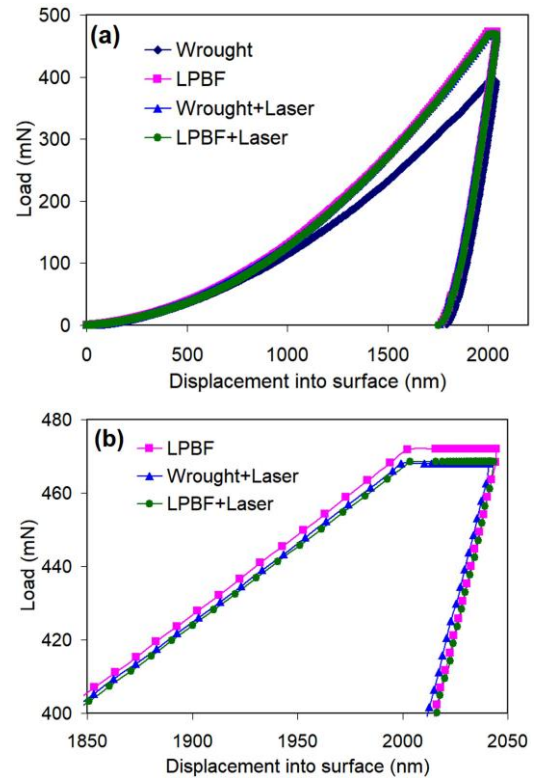 (a)
500
400
300
200
100
0
Load (mN)
Wrought
LPBF
Wrought+Laser
LPBF+Laser
0 500 1000 1500 2000
Displacement into surface (nm)
(b)
480
460
440
420
400
Load (mN)
LPBF
Wrought+Laser
LPBF+Laser
1850 1900 1950 2000 2050
Displacement into surface (nm)